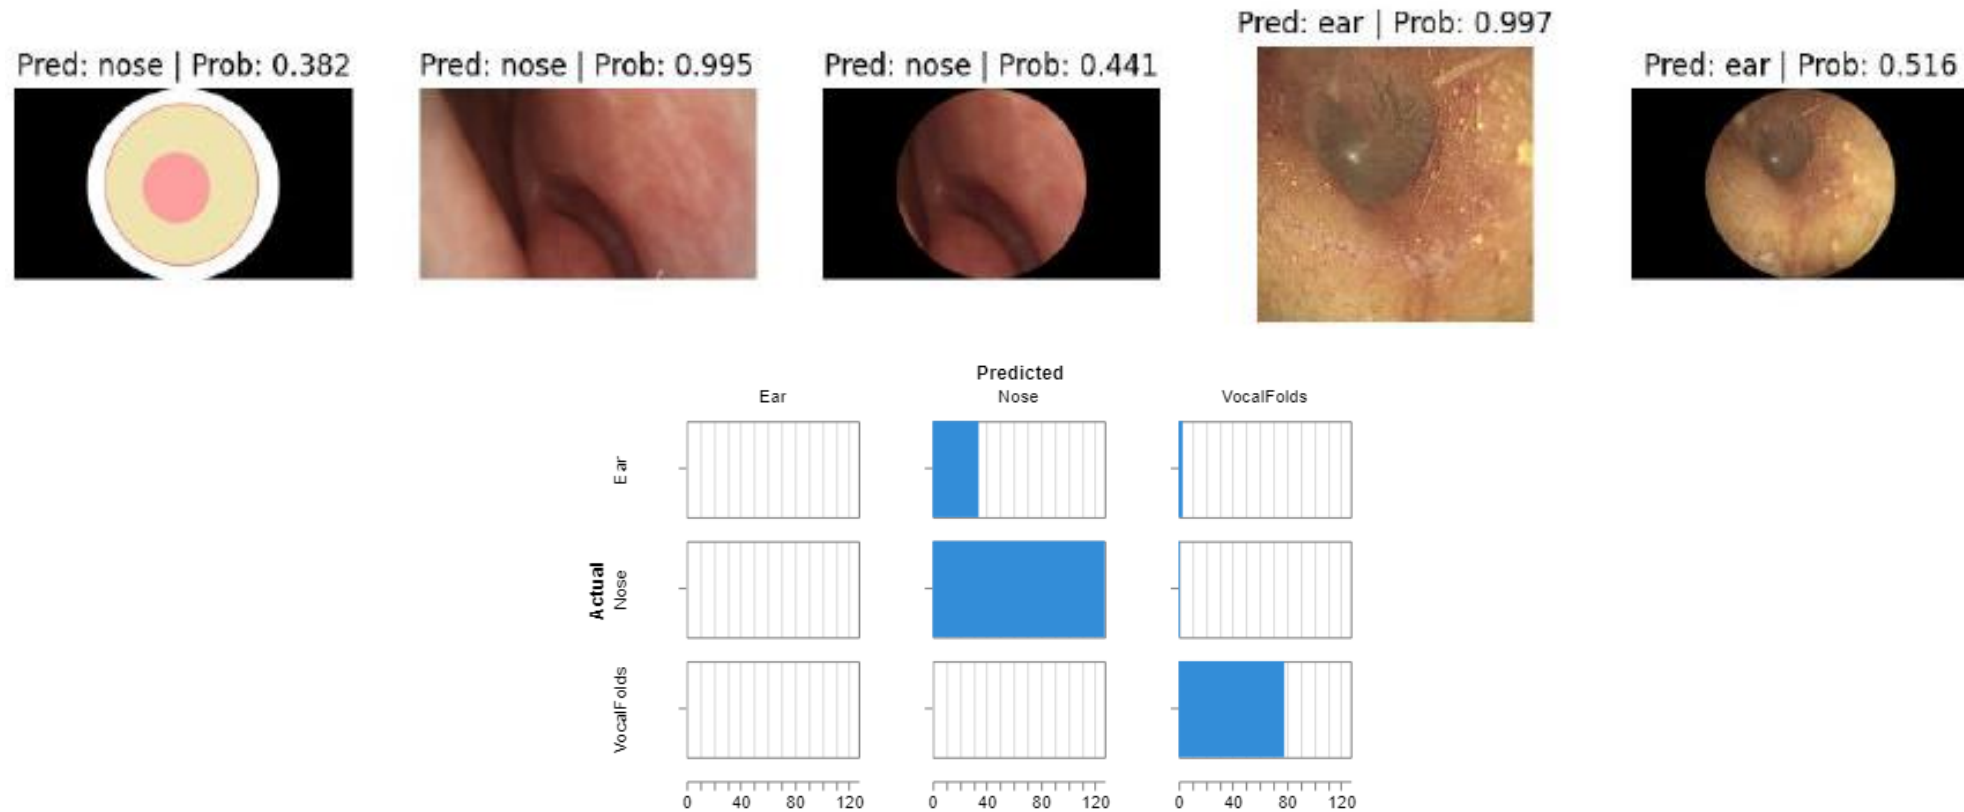 Pred: nose | Prob: 0.382
Pred: nose | Prob: 0.995
Pred: nose | Prob: 0.441
Pred: ear | Prob: 0.997
Pred: ear | Prob: 0.516
Predicted
Ear
Nose
VocalFolds
Actual
Ear
Nose
VocalFolds
0 40 80 120
0 40 80 120
0 40 80 120